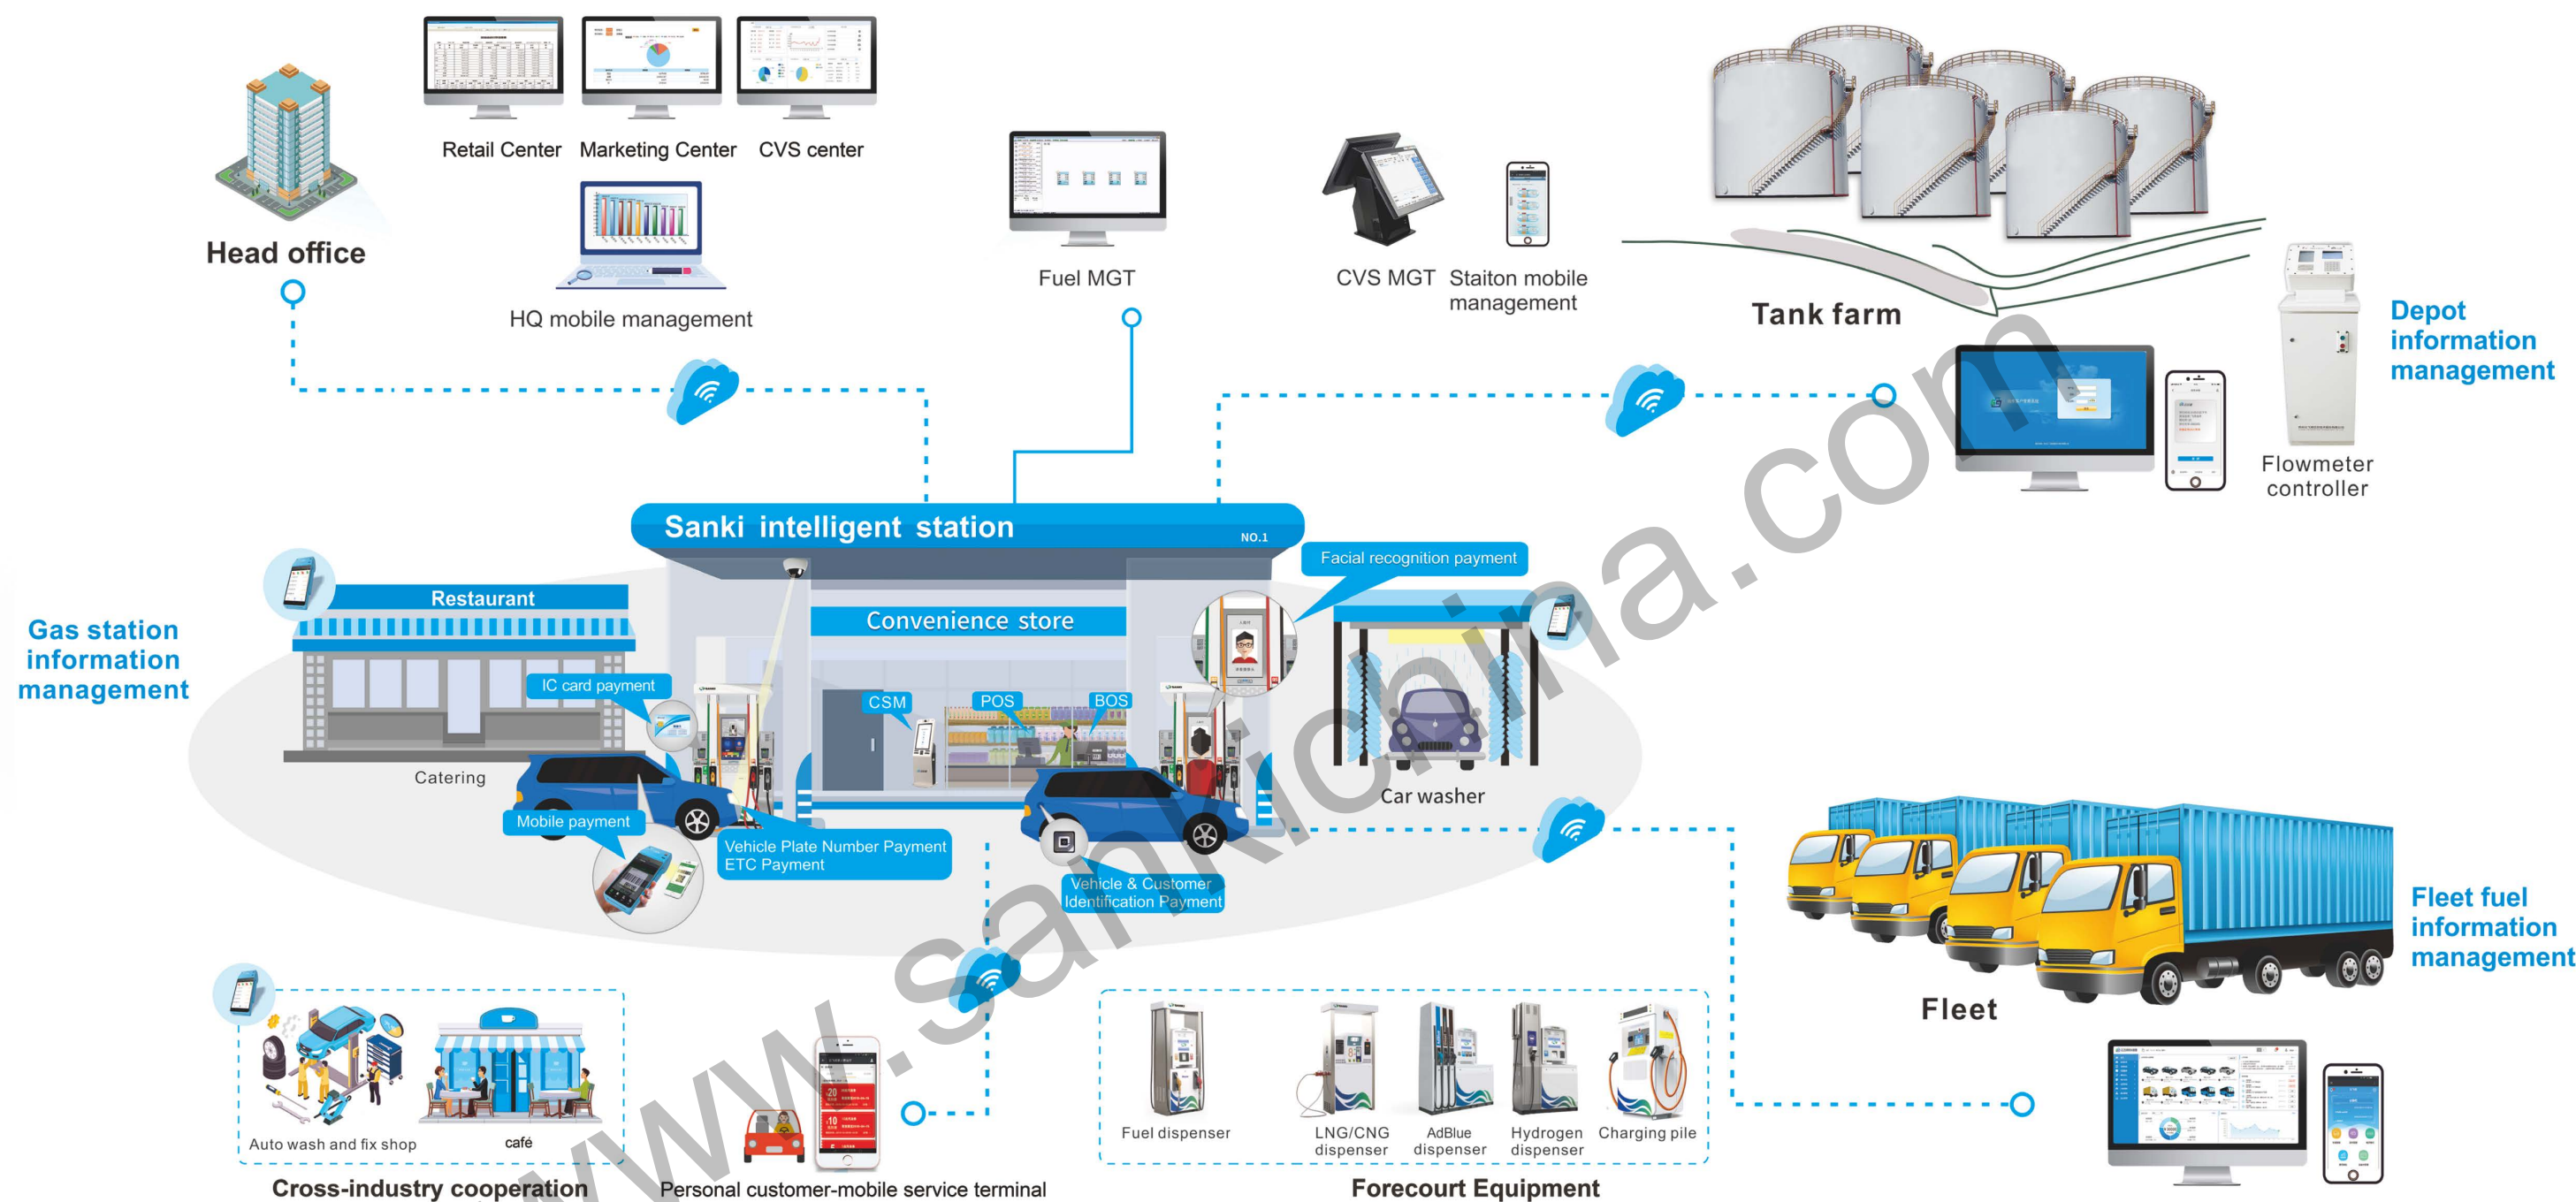 Retail Center
Marketing Center
CVS center
Head office
HQ mobile management
Fuel MGT
CVS MGT
Staiton mobile
management
Tank farm
Depot
information
management
Flowmeter
controller
Sanki intelligent station
NO.1
Facial recognition payment
Restaurant
Convenience store
Gas station
information
management
IC card payment
CSM
POS
BOS
Catering
Car washer
Mobile payment
Vehicle Plate Number Payment
ETC Payment
Vehicle & Customer
Identification Payment
Fleet fuel
information
management
Fleet
Auto wash and fix shop
café
Cross-industry cooperation
20
10
Personal customer-mobile service terminal
Fuel dispenser
LNG/CNG
dispenser
AdBlue
dispenser
Hydrogen
dispenser
Charging pile
Forecourt Equipment
www.sankichina.com